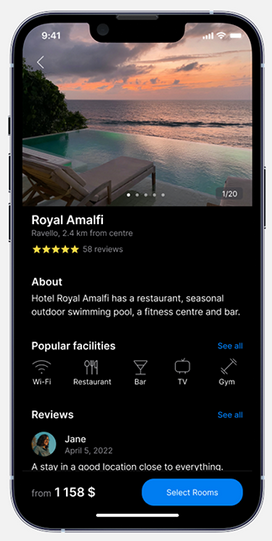 9:41
1/20
Royal Amalfi
Ravello, 2.4 km from centre
58 reviews
About
Hotel Royal Amalfi has a restaurant, seasonal
outdoor swimming pool, a fitness centre and bar.
Popular facilities See all
Wi-Fi Restaurant Bar TV Gym
Reviews See all
Jane
April 5, 2022
A stay in a good location close to everything.
from 1 158 $ Select Rooms